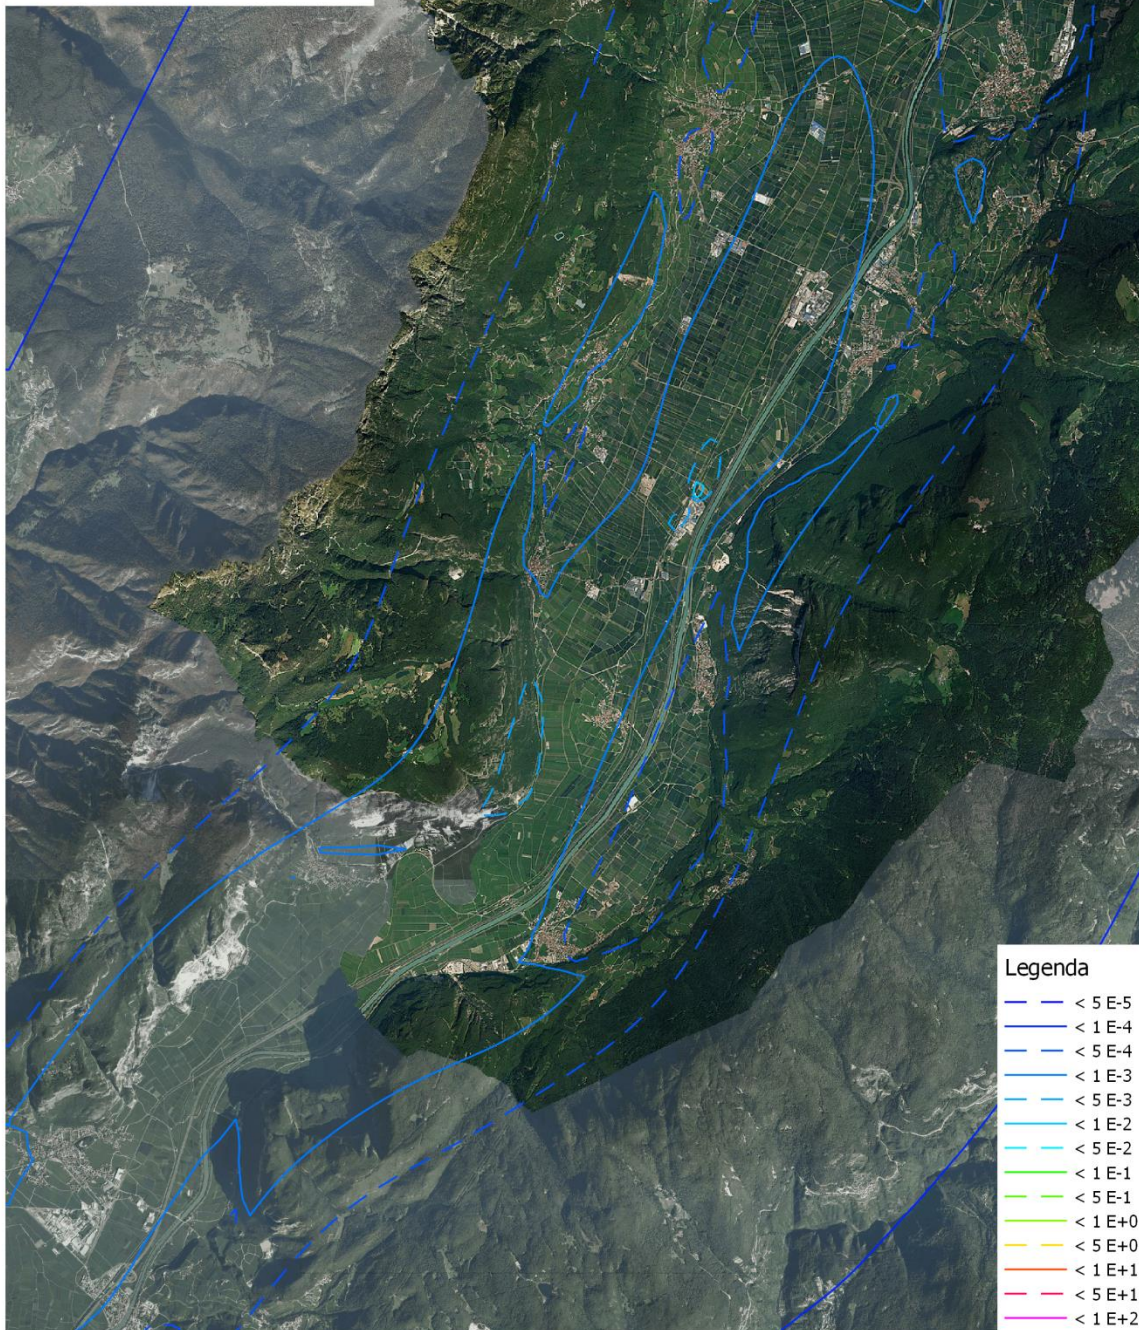 Legenda
< 5 E-5
< 1 E-4
< 5 E-4
< 1 E-3
< 5 E-3
< 1 E-2
< 5 E-2
< 1 E-1
< 5 E-1
< 1 E+0
< 5 E+0
< 1 E+1
< 5 E+1
< 1 E+2